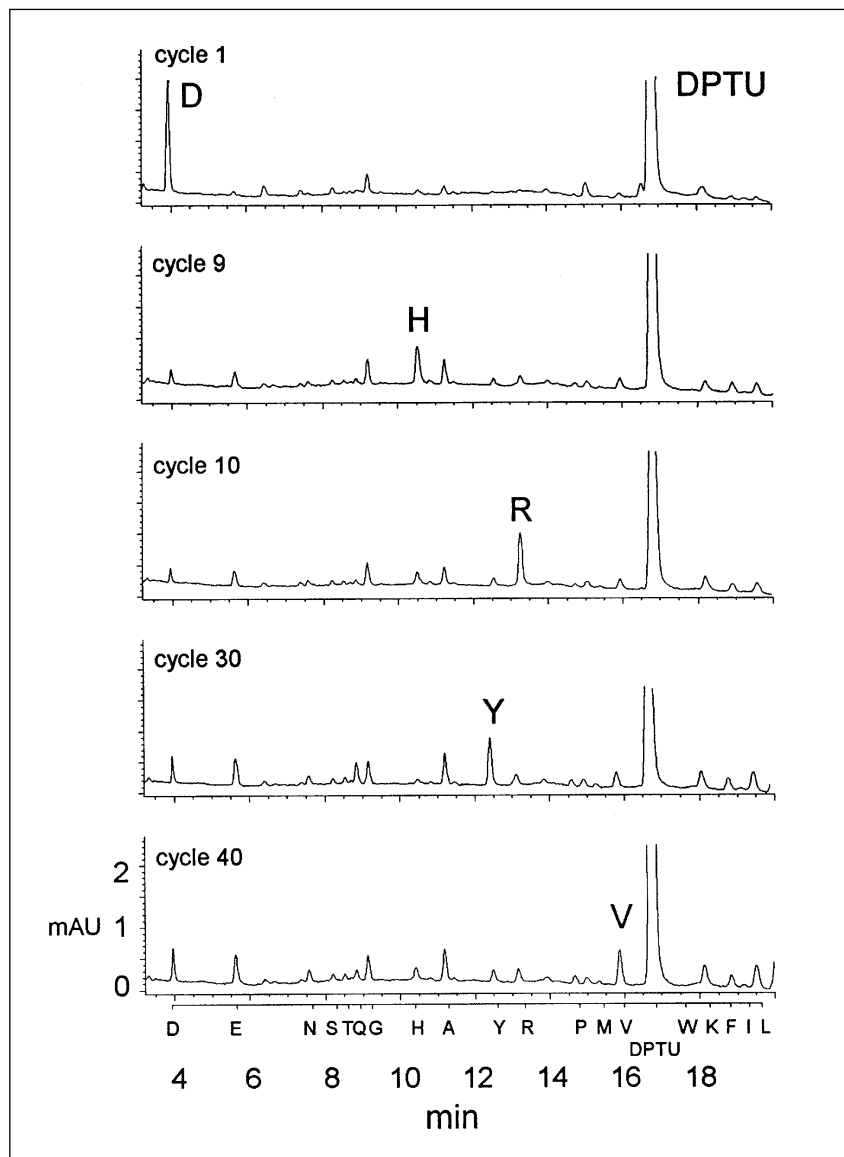 cycle 1
D
DPTU
cycle 9
H
cycle 10
R
cycle 30
Y
cycle 40
V
2
mAU 1
0
D E N S T Q G H A Y R P M V W K F I L
DPTU
4 6 8 10 12 14 16 18
min